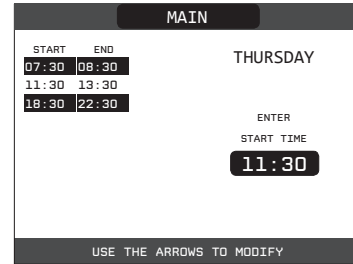 MAIN
START END
07:30 08:30
11:30 13:30
18:30 22:30
THURSDAY
ENTER
START TIME
11:30
USE THE ARROWS TO MODIFY